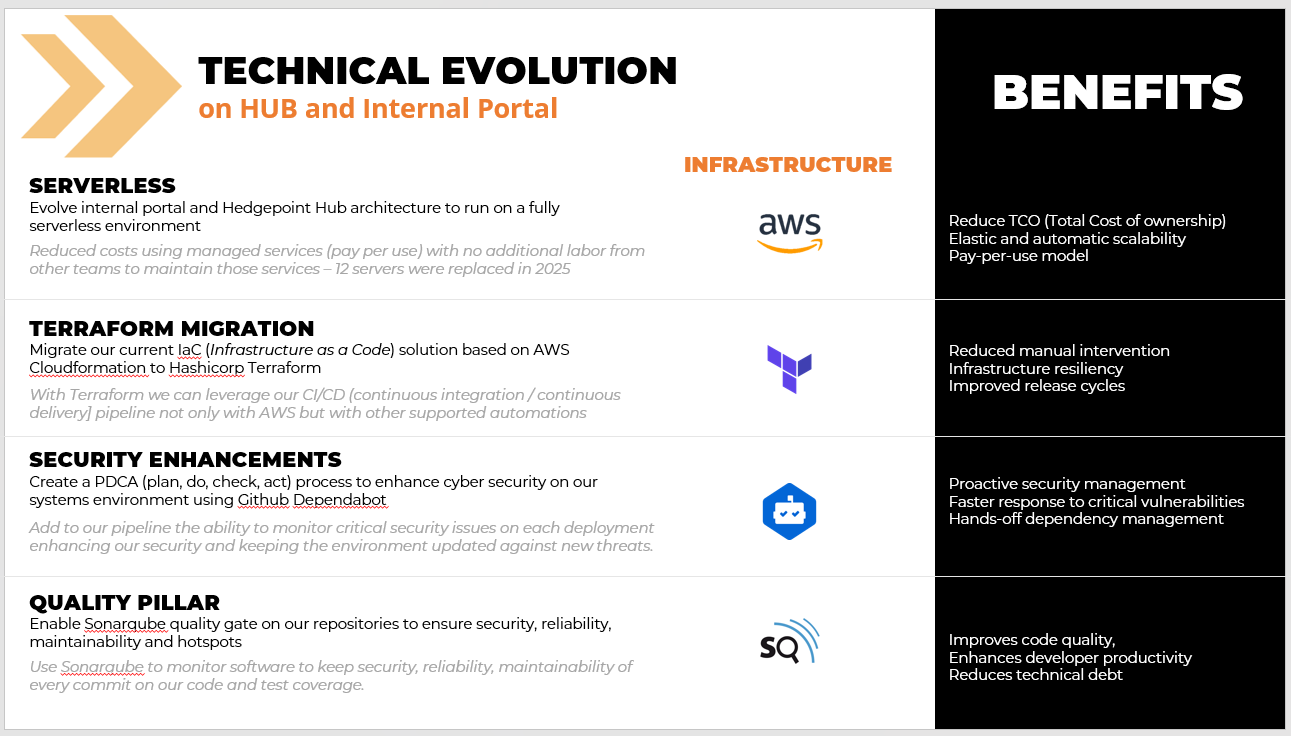 TECHNICAL EVOLUTION
on HUB and Internal Portal
BENEFITS
INFRASTRUCTURE
SERVERLESS
Evolve internal portal and Hedgepoint Hub architecture to run on a fully
serverless environment
Reduced costs using managed services (pay per use) with no additional labor from
other teams to maintain those services – 12 servers were replaced in 2025
aws
Reduce TCO (Total Cost of ownership)
Elastic and automatic scalability
Pay-per-use model
TERRAFORM MIGRATION
Migrate our current IaC (Infrastructure as a Code) solution based on AWS
Cloudformation to Hashicorp Terraform
With Terraform we can leverage our CI/CD (continuous integration / continuous
delivery] pipeline not only with AWS but with other supported automations
Reduced manual intervention
Infrastructure resiliency
Improved release cycles
SECURITY ENHANCEMENTS
Create a PDCA (plan, do, check, act) process to enhance cyber security on our
systems environment using Github Dependabot
Add to our pipeline the ability to monitor critical security issues on each deployment
enhancing our security and keeping the environment updated against new threats.
Proactive security management
Faster response to critical vulnerabilities
Hands-off dependency management
QUALITY PILLAR
Enable Sonarqube quality gate on our repositories to ensure security, reliability,
maintainability and hotspots
Use Sonarqube to monitor software to keep security, reliability, maintainability of
every commit on our code and test coverage.
SQ
Improves code quality,
Enhances developer productivity
Reduces technical debt